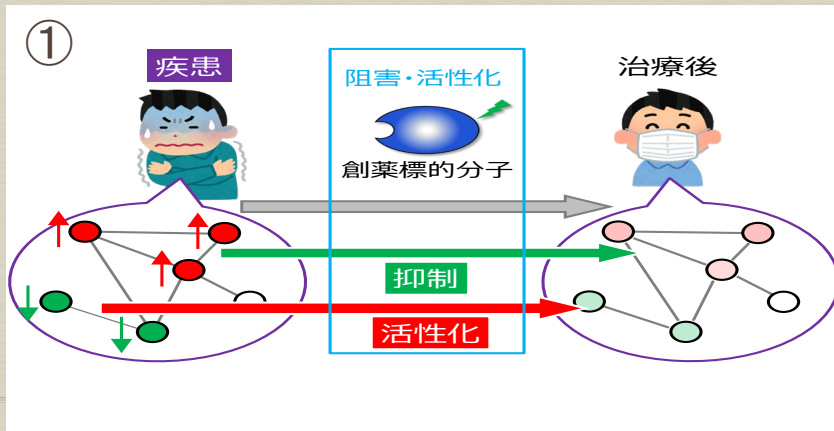 ①
疾患
阻害・活性化
治療後
創薬標的分子
抑制
活性化